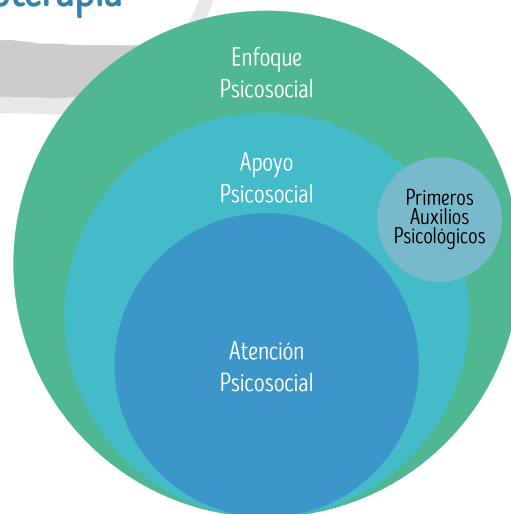 Enfoque
Psicosocial
Apoyo
Psicosocial
Primeros
Auxilios
Psicológicos
Atención
Psicosocial